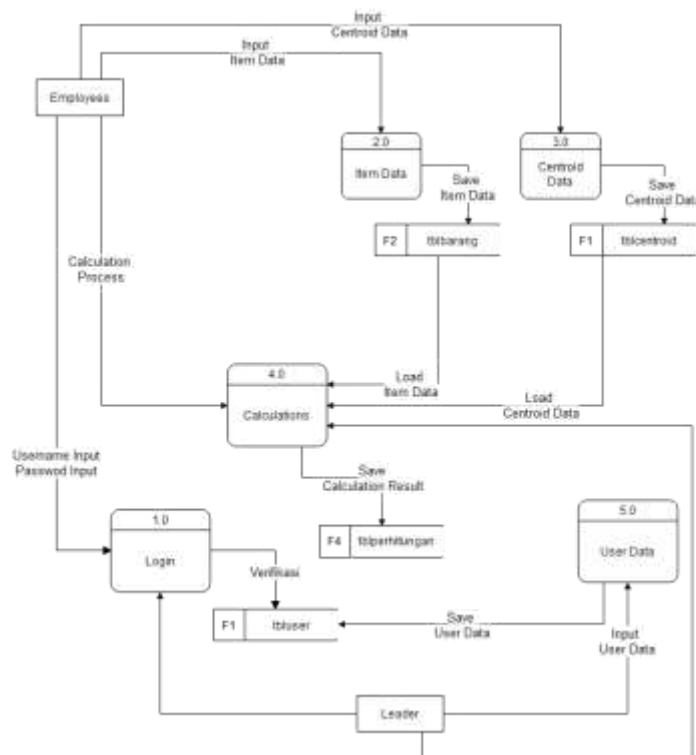 Input
Centroid Data
Input
Item Data
Employees
2.0
Item Data
3.0
Centroid
Data
Save
Item Data
Save
Centroid Data
F2
tblbarang
F1
tblcentroid
Calculation
Process
4.0
Calculations
Load
Item Data
Load
Centroid Data
Username Input
Passwod Input
Save
Calculation Result
F4
tblperhitungan
1.0
Login
5.0
User Data
Verifikasi
F1
tbluser
Save
User Data
Input
User Data
Leader